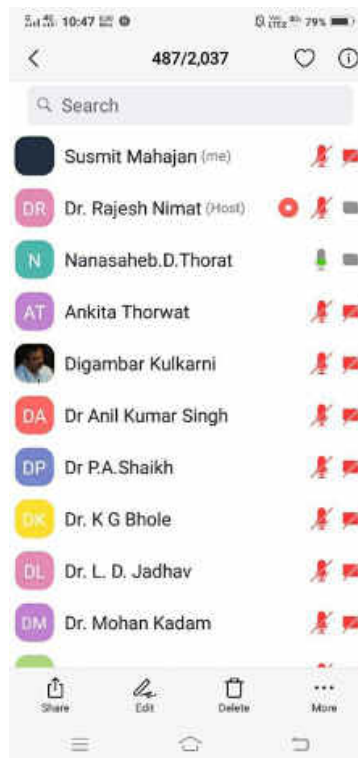 10:47 79%
487/2,037
Search
Susmit Mahajan (me)
DR Dr. Rajesh Nimat (Host)
N Nanasaheb.D.Thorat
AT Ankita Thorwat
Digambar Kulkarni
DA Dr Anil Kumar Singh
DP Dr P.A.Shaikh
DK Dr. K G Bhole
DL Dr. L. D. Jadhav
DM Dr. Mohan Kadam
Share Edit Delete More